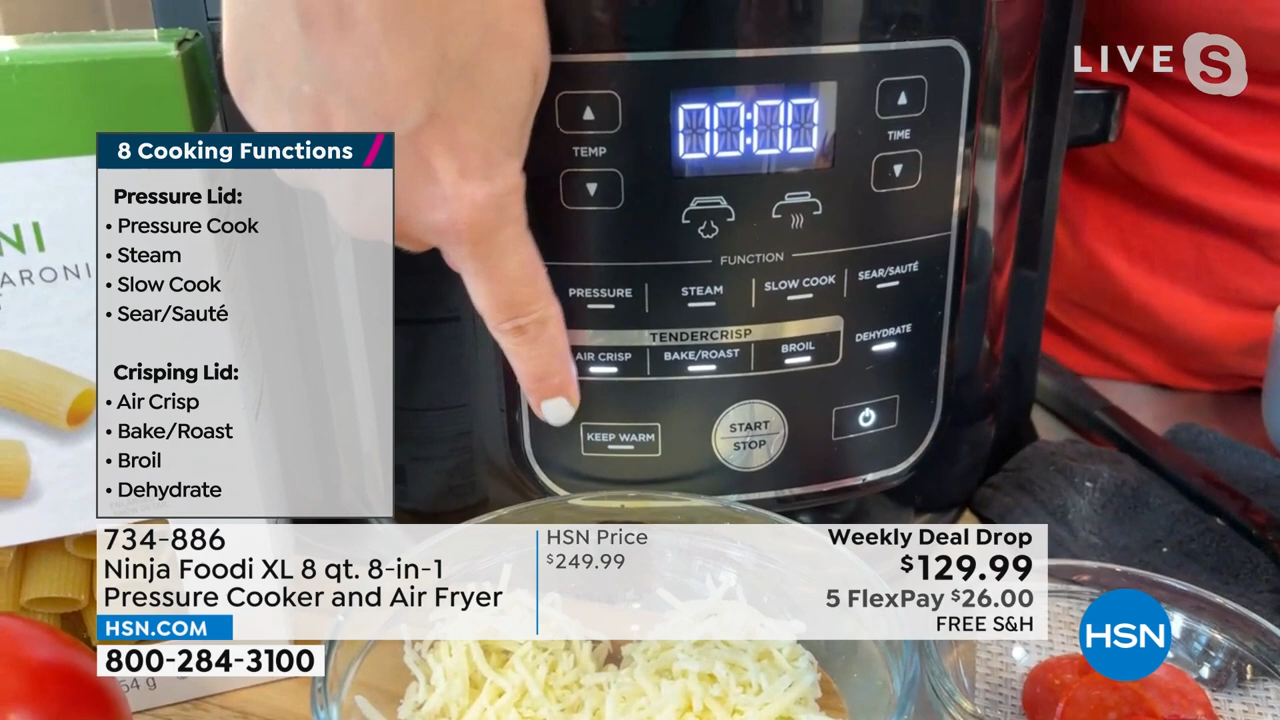 LIVE S
8 Cooking Functions
Pressure Lid:
• Pressure Cook
• Steam
• Slow Cook
• Sear/Sauté
Crisping Lid:
• Air Crisp
• Bake/Roast
• Broil
• Dehydrate
NI
ARONI
00:00
TEMP
TIME
FUNCTION
PRESSURE
STEAM
SLOW COOK
SEAR/SAUTÉ
TENDERCRISP
AIR CRISP
BAKE/ROAST
BROIL
DEHYDRATE
KEEP WARM
START
STOP
734-886
Ninja Foodi XL 8 qt. 8-in-1
Pressure Cooker and Air Fryer
HSN.COM
800-284-3100
HSN Price
$249.99
Weekly Deal Drop
$129.99
5 FlexPay $26.00
FREE S&H
HSN
54 g